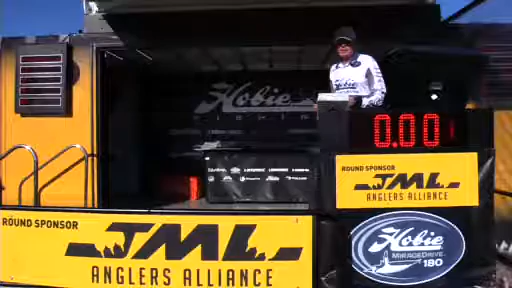 Hobie
FISHING
0.00
ROUND SPONSOR
JML
ANGLERS ALLIANCE
ROUND SPONSOR
JML
ANGLERS ALLIANCE
Hobie
MIRAGEDRIVE
180